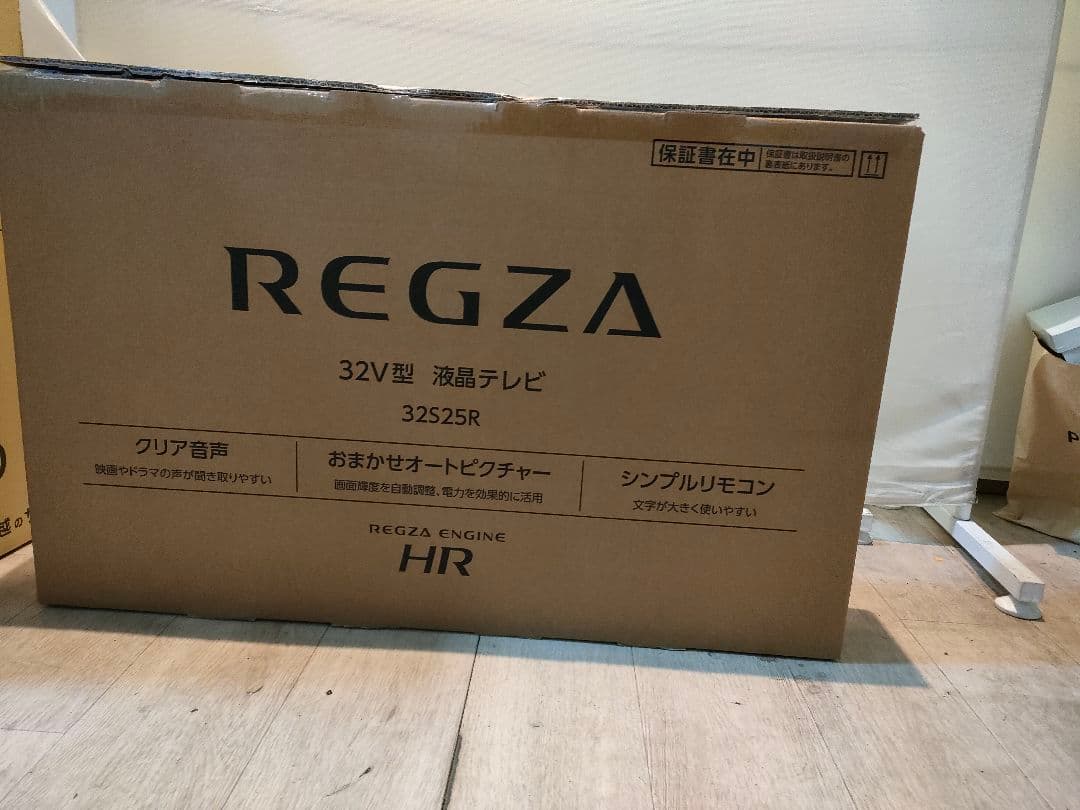 保証書在中
保証書は取扱説明書の
裏表紙にあります。
REGZA
32V型 液晶テレビ
32S25R
クリア音声
映画やドラマの声が聞き取りやすい
おまかせオートピクチャー
画面輝度を自動調整、電力を効果的に活用
シンプルリモコン
文字が大きく使いやすい
REGZA ENGINE
HR
P